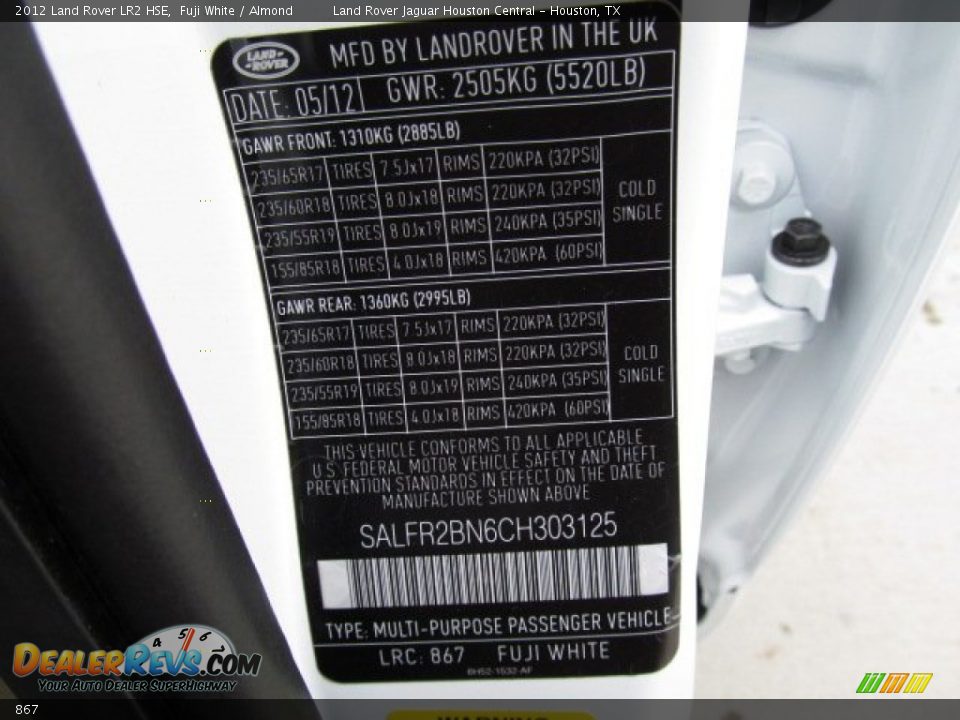 2012 Land Rover LR2 HSE, Fuji White / Almond Land Rover Jaguar Houston Central - Houston, TX
LAND-
-ROVER
MFD BY LANDROVER IN THE UK
DATE: 05/12 GWR: 2505KG (5520LB)
GAWR FRONT: 1310KG (2885LB)
235/65R17 TIRES 7.5Jx17 RIMS 220KPA (32PSI)
235/60R18 TIRES 8.0Jx18 RIMS 220KPA (32PSI)
235/55R19 TIRES 8.0Jx19 RIMS 240KPA (35PSI)
155/85R18 TIRES 4.0Jx18 RIMS 420KPA (60PSI)
COLD
SINGLE
GAWR REAR: 1360KG (2995LB)
235/65R17 TIRES 7.5Jx17 RIMS 220KPA (32PSI)
235/60R18 TIRES 8.0Jx18 RIMS 220KPA (32PSI)
235/55R19 TIRES 8.0Jx19 RIMS 240KPA (35PSI)
155/85R18 TIRES 4.0Jx18 RIMS 420KPA (60PSI)
COLD
SINGLE
THIS VEHICLE CONFORMS TO ALL APPLICABLE
U.S. FEDERAL MOTOR VEHICLE SAFETY AND THEFT
PREVENTION STANDARDS IN EFFECT ON THE DATE OF
MANUFACTURE SHOWN ABOVE
SALFR2BN6CH303125
TYPE: MULTI-PURPOSE PASSENGER VEHICLE
LRC: 867 FUJI WHITE
BH52-1532-AF
4 5 6
DEALERREVS.COM
YOUR AUTO DEALER SUPERHIGHWAY
WARNING
867